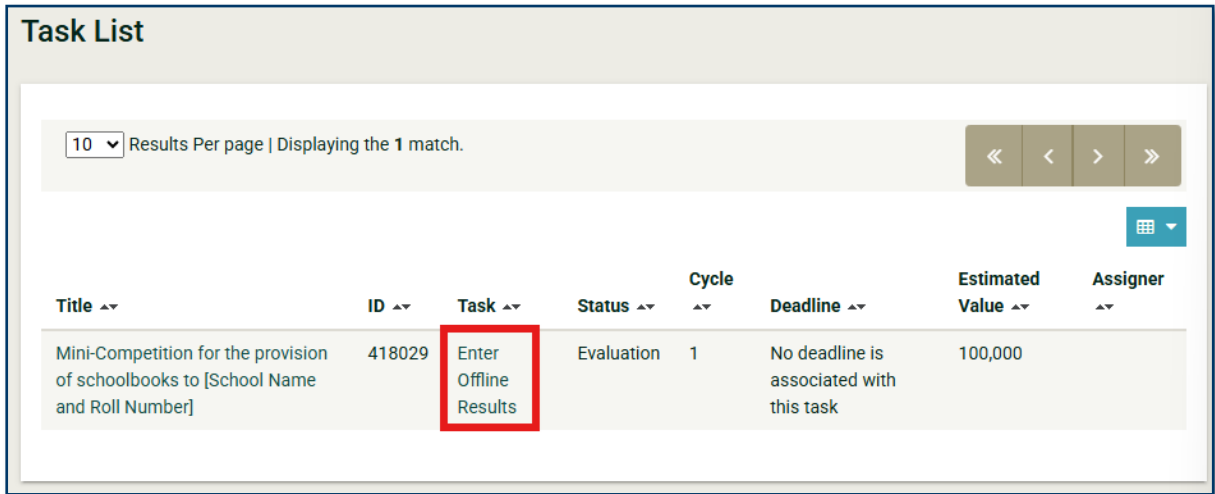 Task List
10 Results Per page | Displaying the 1 match.
Title ID Task Status Cycle Deadline Estimated Value Assigner
Mini-Competition for the provision of schoolbooks to [School Name and Roll Number] 418029 Enter Offline Results Evaluation 1 No deadline is associated with this task 100,000